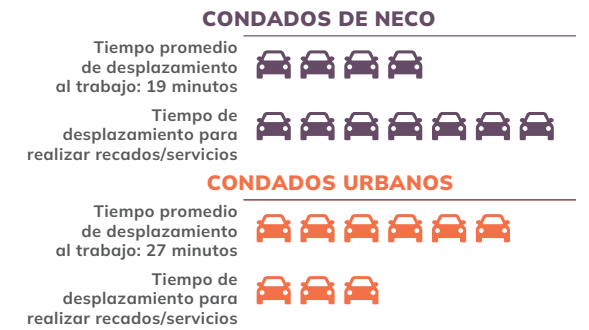 CONDADOS DE NECO
Tiempo promedio
de desplazamiento
al trabajo: 19 minutos
Tiempo de
desplazamiento para
realizar recados/servicios
CONDADOS URBANOS
Tiempo promedio
de desplazamiento
al trabajo: 27 minutos
Tiempo de
desplazamiento para
realizar recados/servicios